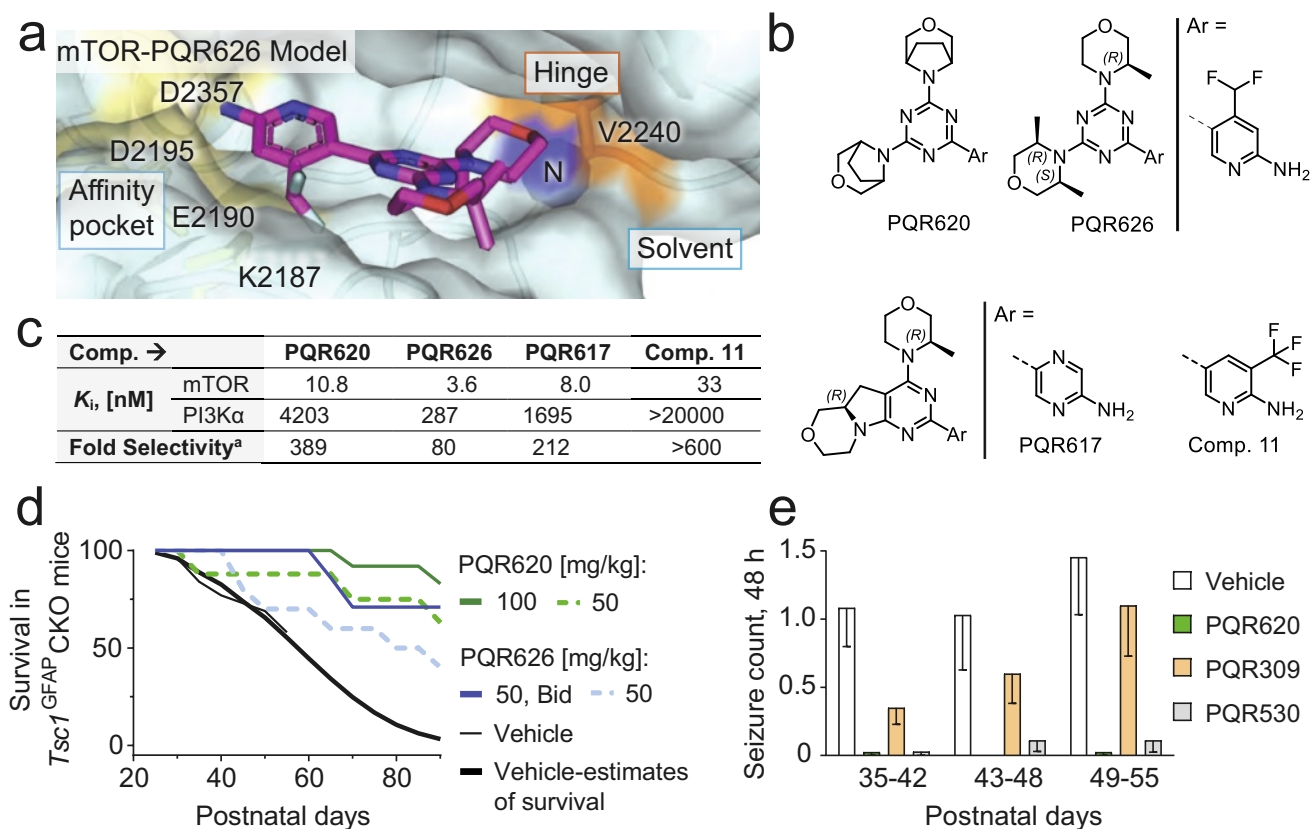 a
mTOR-PQR626 Model
D2357
D2195
Affinity
pocket
E2190
K2187
Hinge
V2240
N
Solvent
b
O
N
N N
N
N
O
Ar
PQR620
O
(R)
N
N N
N
N
(R)
(S)
O
Ar
PQR626
Ar =
F F
N
NH2
O
(R)
N
(R)
N
N
N
O
Ar
Ar =
N
N
NH2
PQR617
F
F
F
N
NH2
Comp. 11
c
Comp. → PQR620 PQR626 PQR617 Comp. 11
Ki, [nM] mTOR 10.8 3.6 8.0 33
PI3Kα 4203 287 1695 >20000
Fold Selectivitya 389 80 212 >600
d
Survival in
Tsc1 GFAP CKO mice
100
50
0
20 40 60 80
Postnatal days
PQR620 [mg/kg]:
100 50
PQR626 [mg/kg]:
50, Bid 50
Vehicle
Vehicle-estimates
of survival
e
Seizure count, 48 h
1.5
1.0
0.5
0
35-42 43-48 49-55
Postnatal days
Vehicle
PQR620
PQR309
PQR530